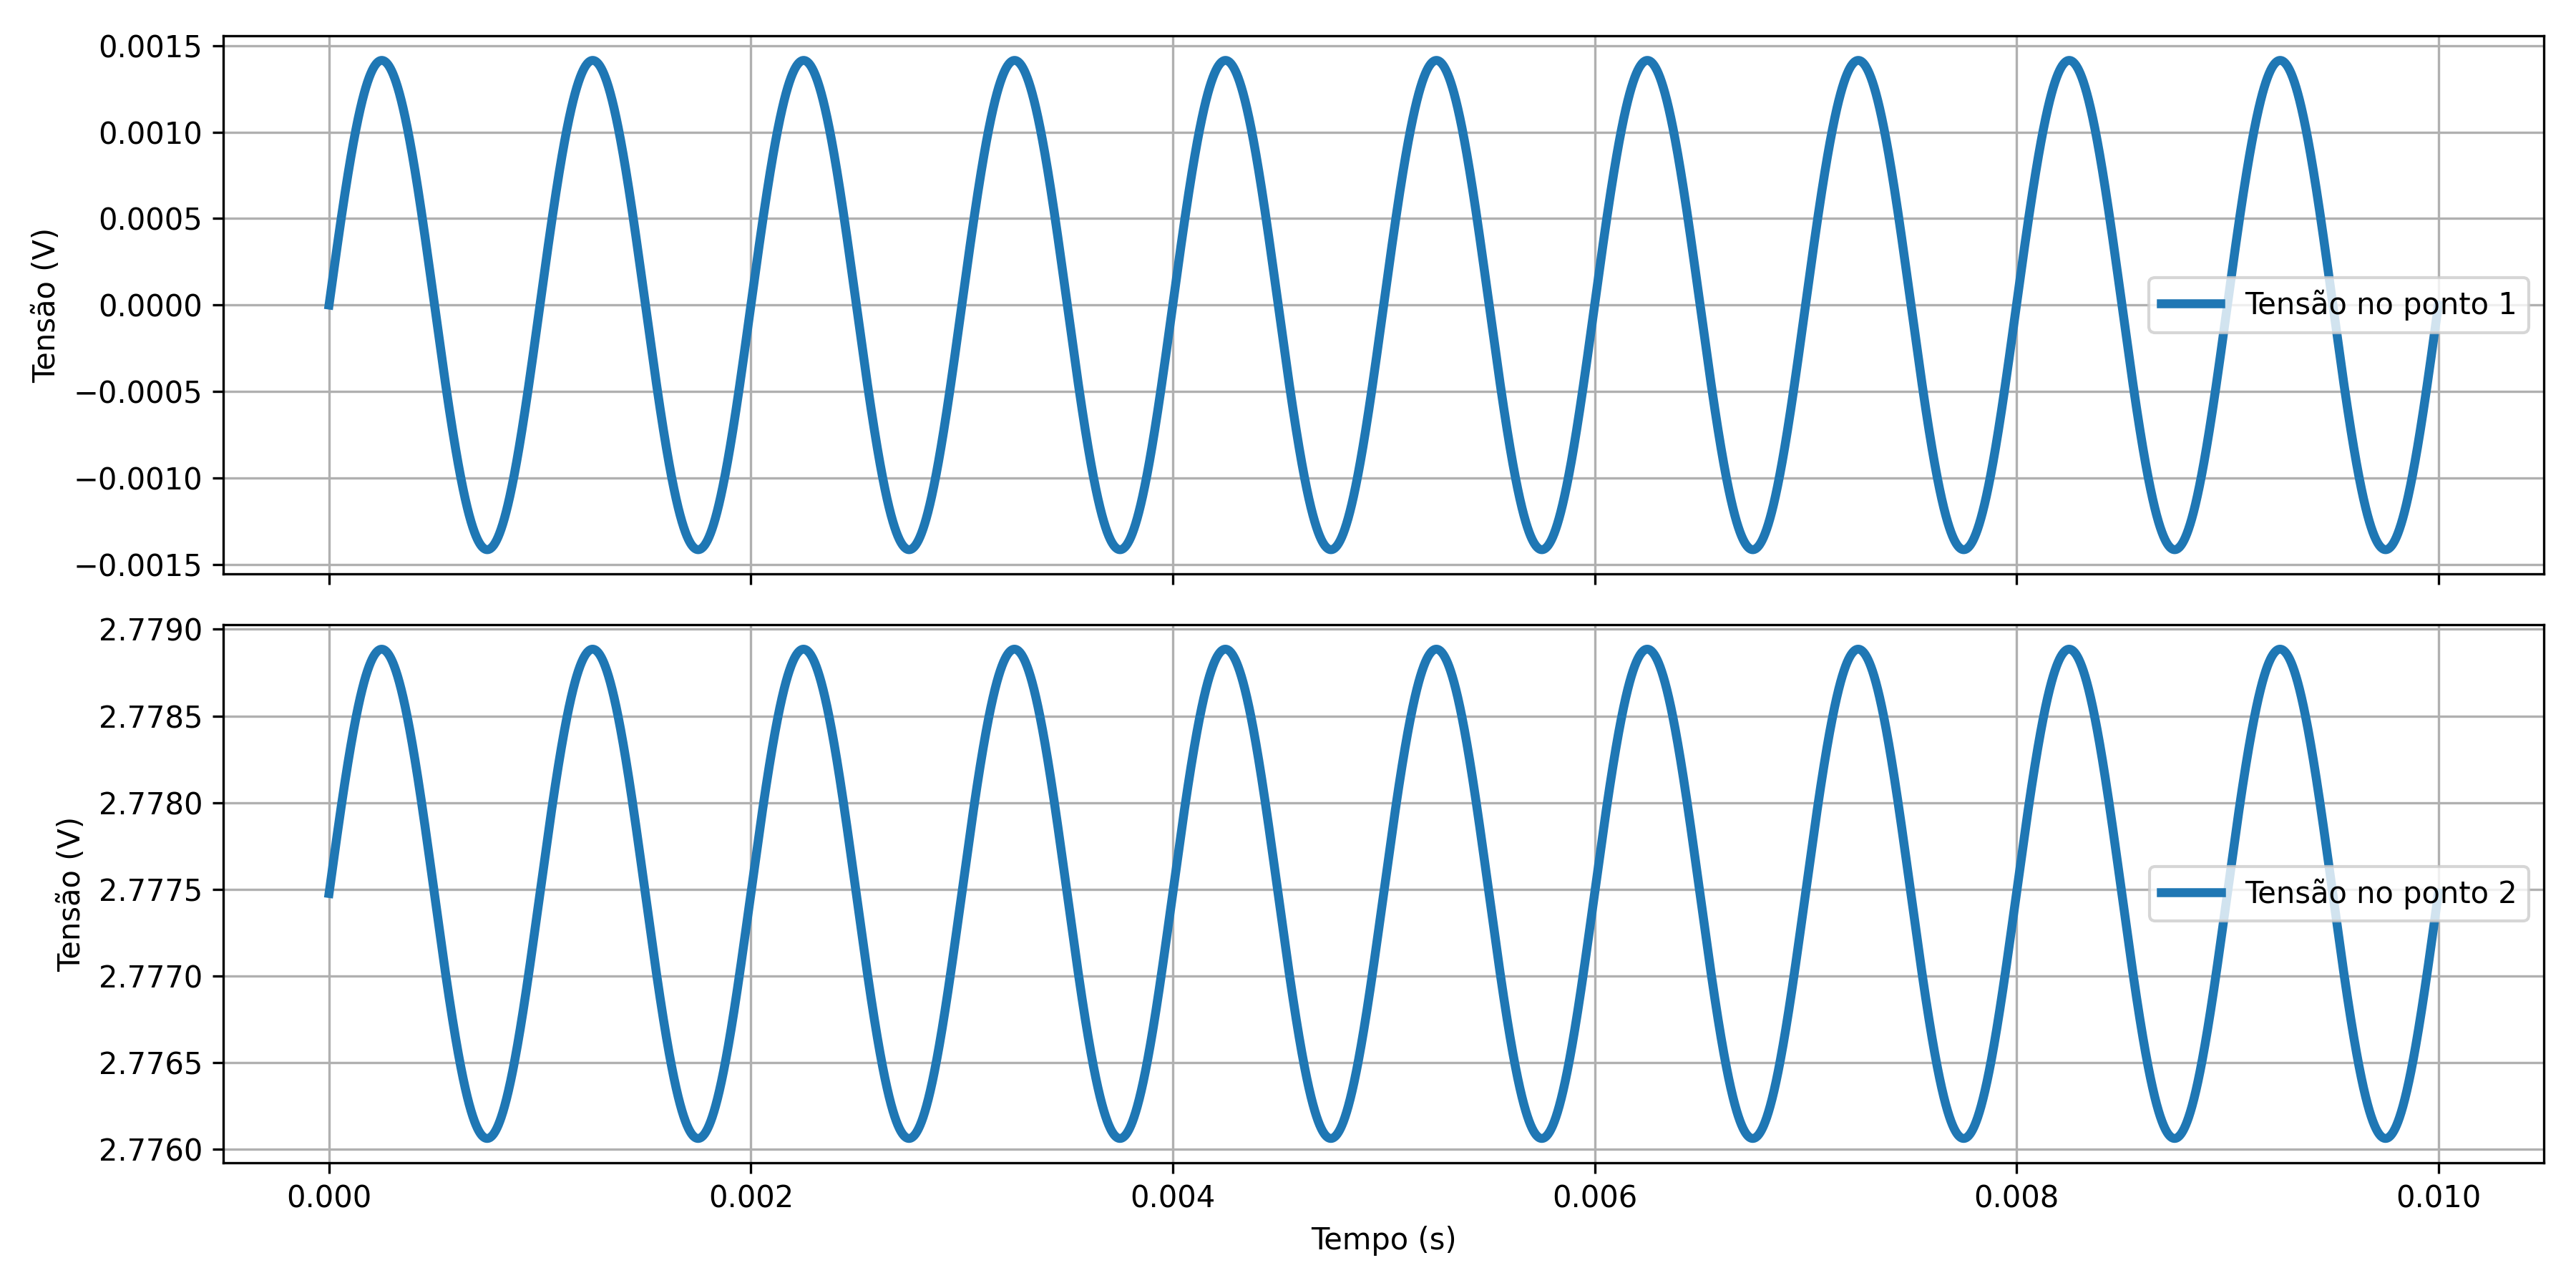 0.0015
0.0010
0.0005
0.0000
−0.0005
−0.0010
−0.0015
Tensão (V)
Tensão no ponto 1
2.7790
2.7785
2.7780
2.7775
2.7770
2.7765
2.7760
Tensão (V)
Tensão no ponto 2
0.000 0.002 0.004 0.006 0.008 0.010
Tempo (s)